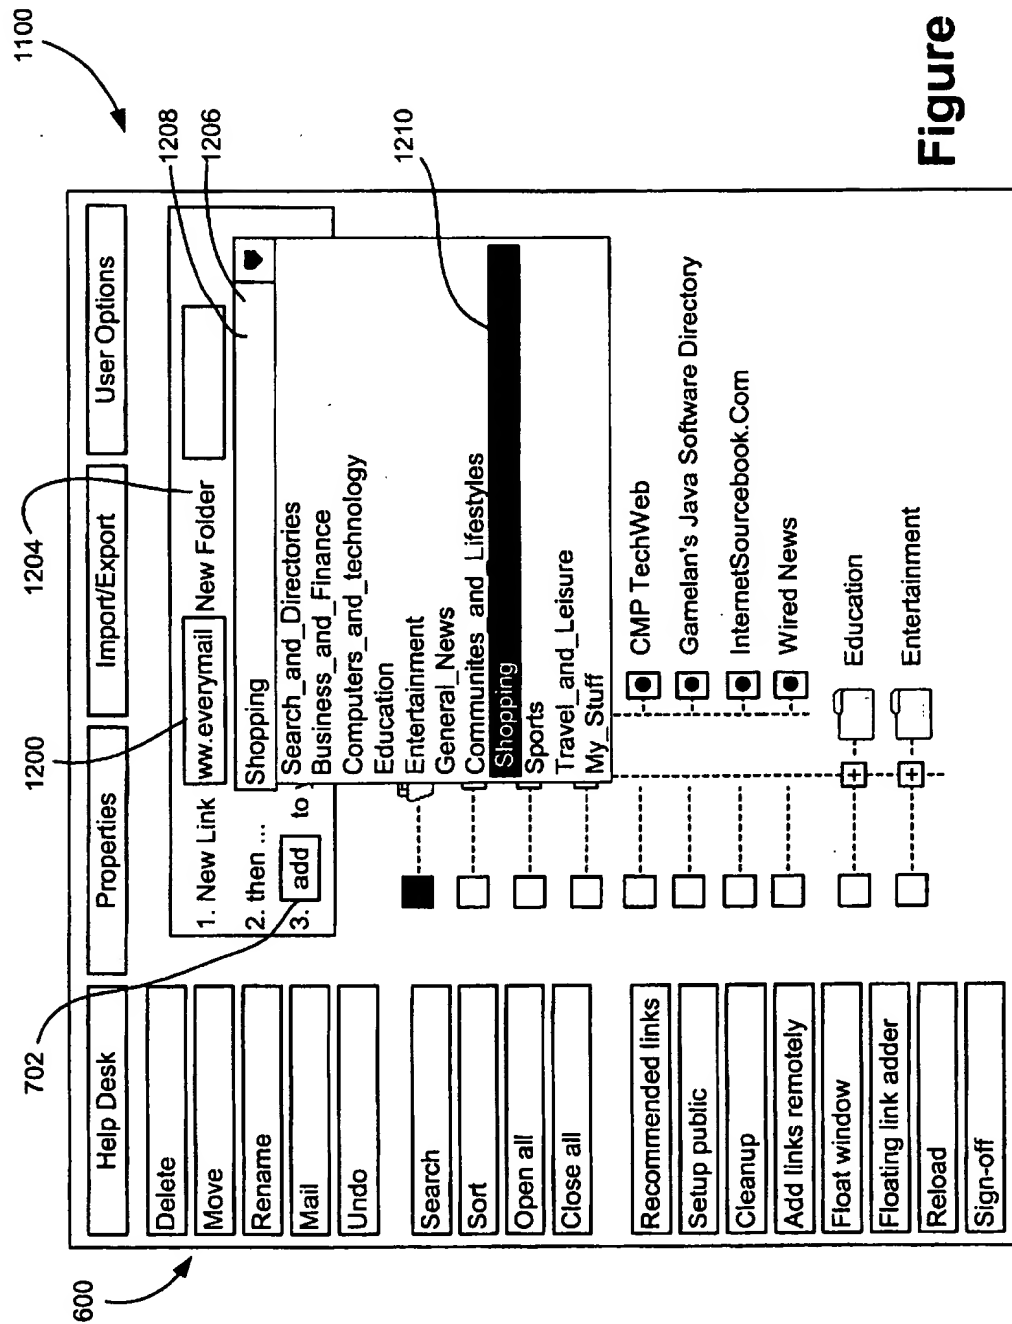 1100
702
1200
1204
600
Help Desk
Properties
Import/Export
User Options
Delete
Move
Rename
Mail
Undo
Search
Sort
Open all
Close all
Recommended links
Setup public
Cleanup
Add links remotely
Float window
Floating link adder
Reload
Sign-off
1. New Link ww.everymail New Folder
2. then ...
3. add to
1208
1206
1210
Shopping
Search_and_Directories
Business_and_Finance
Computers_and_technology
Education
Entertainment
General_News
Communites_and_Lifestyles
Shopping
Sports
Travel_and_Leisure
My_Stuff
CMP TechWeb
Gamelan's Java Software Directory
InternetSourcebook.Com
Wired News
+ Education
+ Entertainment
Figure